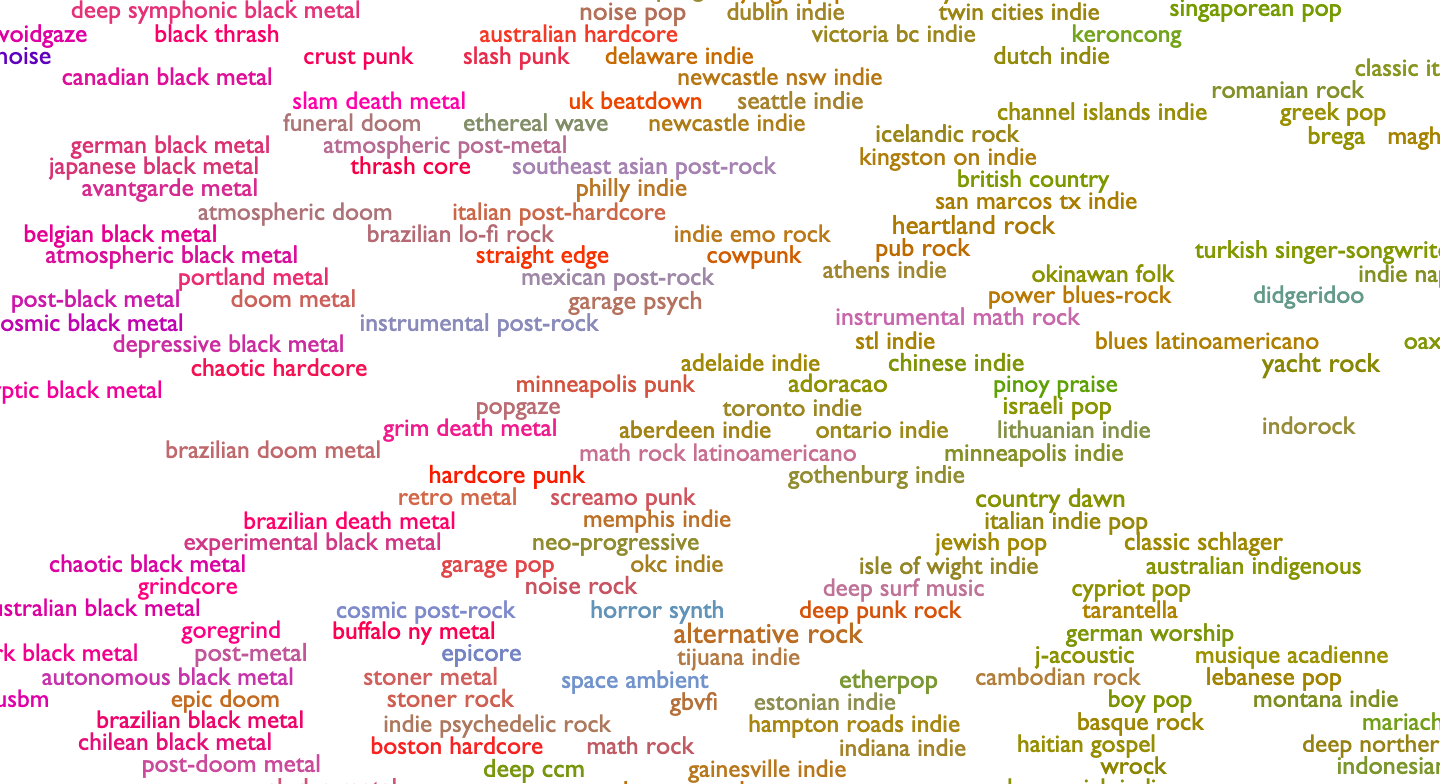 deep symphonic black metal
noise pop
dublin indie
twin cities indie
singaporean pop
voidgaze
black thrash
australian hardcore
victoria bc indie
keroncong
noise
crust punk
slash punk
delaware indie
dutch indie
canadian black metal
newcastle nsw indie
classic it
romanian rock
slam death metal
uk beatdown
seattle indie
channel islands indie
greek pop
funeral doom
ethereal wave
newcastle indie
icelandic rock
brega
magh
german black metal
atmospheric post-metal
kingston on indie
japanese black metal
thrash core
southeast asian post-rock
british country
avantgarde metal
philly indie
san marcos tx indie
atmospheric doom
italian post-hardcore
heartland rock
belgian black metal
brazilian lo-fi rock
indie emo rock
pub rock
turkish singer-songwrite
atmospheric black metal
straight edge
cowpunk
athens indie
okinawan folk
indie na
portland metal
mexican post-rock
power blues-rock
didgeridoo
post-black metal
doom metal
garage psych
osmic black metal
instrumental post-rock
instrumental math rock
depressive black metal
stl indie
blues latinoamericano
oax
chaotic hardcore
adelaide indie
chinese indie
yacht rock
yptic black metal
minneapolis punk
adoracao
pinoy praise
popgaze
toronto indie
israeli pop
grim death metal
aberdeen indie
ontario indie
lithuanian indie
indorock
brazilian doom metal
math rock latinoamericano
minneapolis indie
hardcore punk
gothenburg indie
retro metal
screamo punk
country dawn
brazilian death metal
memphis indie
italian indie pop
experimental black metal
neo-progressive
jewish pop
classic schlager
chaotic black metal
garage pop
okc indie
isle of wight indie
australian indigenous
grindcore
noise rock
deep surf music
cypriot pop
ustralian black metal
cosmic post-rock
horror synth
deep punk rock
tarantella
goregrind
buffalo ny metal
alternative rock
german worship
rk black metal
post-metal
epicore
tijuana indie
j-acoustic
musique acadienne
autonomous black metal
stoner metal
space ambient
etherpop
cambodian rock
lebanese pop
usbm
epic doom
stoner rock
gbvfi
estonian indie
boy pop
montana indie
brazilian black metal
indie psychedelic rock
hampton roads indie
basque rock
mariach
chilean black metal
boston hardcore
math rock
indiana indie
haitian gospel
deep norther
post-doom metal
deep ccm
gainesville indie
wrock
indonesian